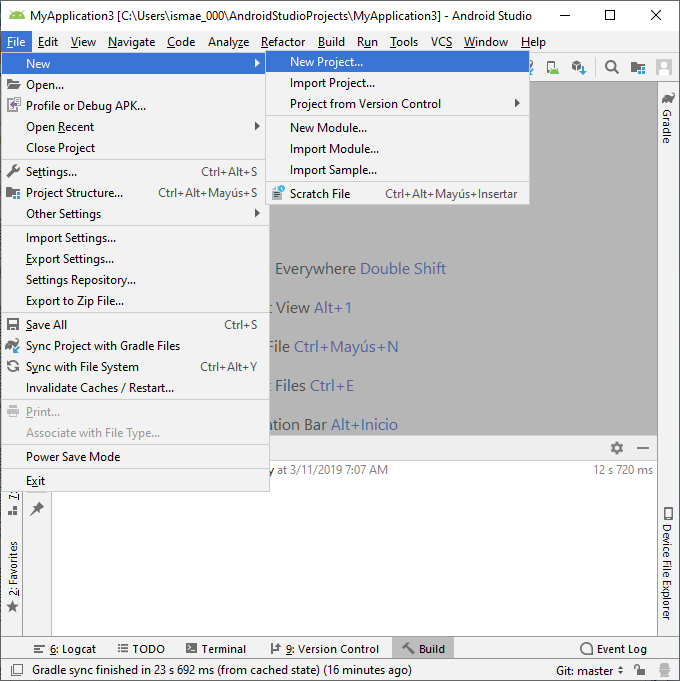 MyApplication3 [C:\Users\ismae_000\AndroidStudioProjects\MyApplication3] - Android Studio
File Edit View Navigate Code Analyze Refactor Build Run Tools VCS Window Help
New
Open...
Profile or Debug APK...
Open Recent
Close Project
Settings... Ctrl+Alt+S
Project Structure... Ctrl+Alt+Mayús+S
Other Settings
Import Settings...
Export Settings...
Settings Repository...
Export to Zip File...
Save All Ctrl+S
Sync Project with Gradle Files
Sync with File System Ctrl+Alt+Y
Invalidate Caches / Restart...
Print...
Associate with File Type...
Power Save Mode
Exit
New Project...
Import Project...
Project from Version Control
New Module...
Import Module...
Import Sample...
Scratch File Ctrl+Alt+Mayús+Insertar
Everywhere Double Shift
View Alt+1
File Ctrl+Mayús+N
Files Ctrl+E
ation Bar Alt+Inicio
Gradle
y at 3/11/2019 7:07 AM 12 s 720 ms
7:
2: Favorites
Device File Explorer
6: Logcat TODO Terminal 9: Version Control Build Event Log
Gradle sync finished in 23 s 692 ms (from cached state) (16 minutes ago) Git: master